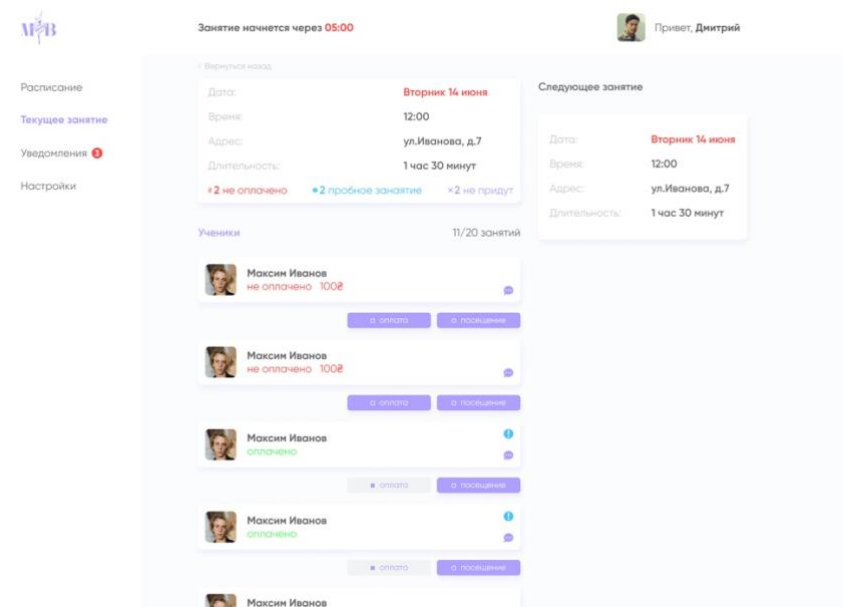 МВ
Занятие начнется через 05:00
Привет, Дмитрий
Расписание
Текущее занятие
Уведомления 3
Настройки
‹ Вернуться назад
Дата: Вторник 14 июня
Время: 12:00
Адрес: ул.Иванова, д.7
Длительность: 1 час 30 минут
2 не оплачено 2 пробное занаятие ×2 не придут
Следующее занятие
Дата: Вторник 14 июня
Время: 12:00
Адрес: ул.Иванова, д.7
Длительность: 1 час 30 минут
Ученики 11/20 занятий
Максим Иванов
не оплачено 100₴
оплата посещение
Максим Иванов
не оплачено 100₴
оплата посещение
Максим Иванов
оплачено
оплата посещение
Максим Иванов
оплачено
оплата посещение
Максим Иванов